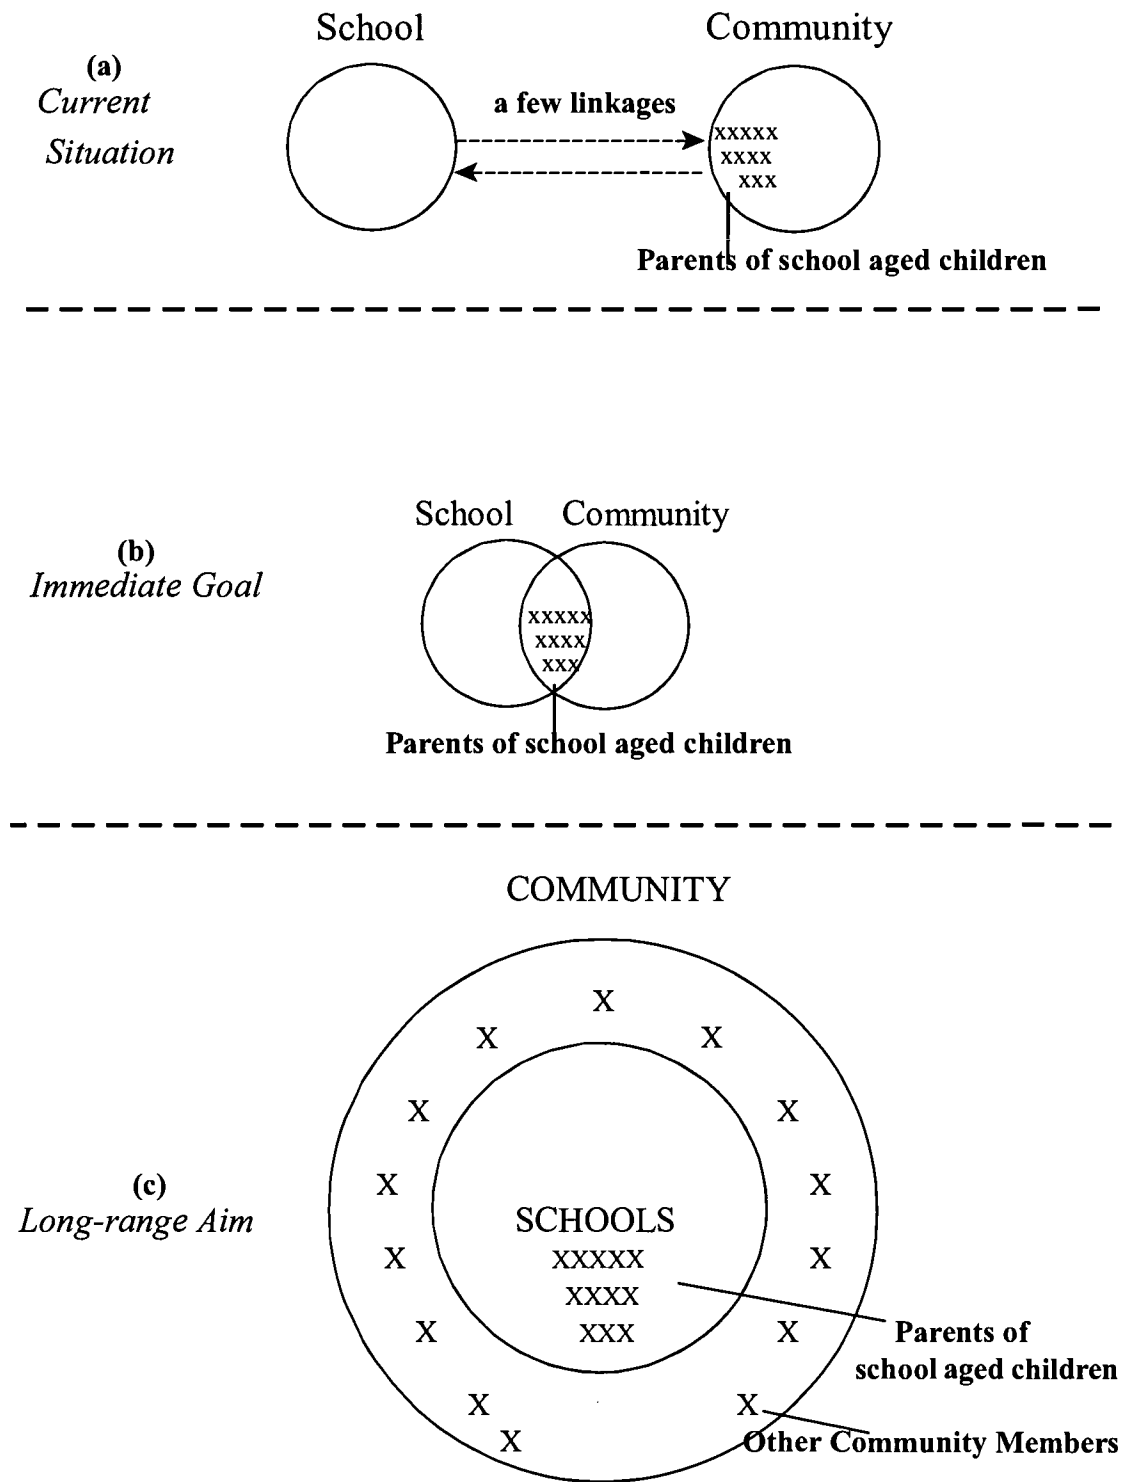 School Community
(a)
Current
Situation
a few linkages
xxxxx
xxxx
xxx
Parents of school aged children
School Community
(b)
Immediate Goal
xxxxx
xxxx
xxx
Parents of school aged children
COMMUNITY
X
X X
X X
(c)
Long-range Aim
X X
SCHOOLS
XXXXX
X X
XXXX
XXX
X X
Parents of
school aged children
X X
X
Other Community Members